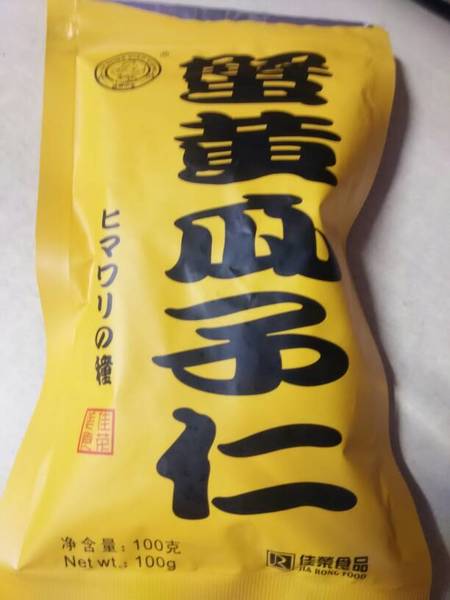 蟹黄瓜子仁
ヒマワリの種
净含量：100克
Net wt.: 100g
佳荣食品
JIA RONG FOOD